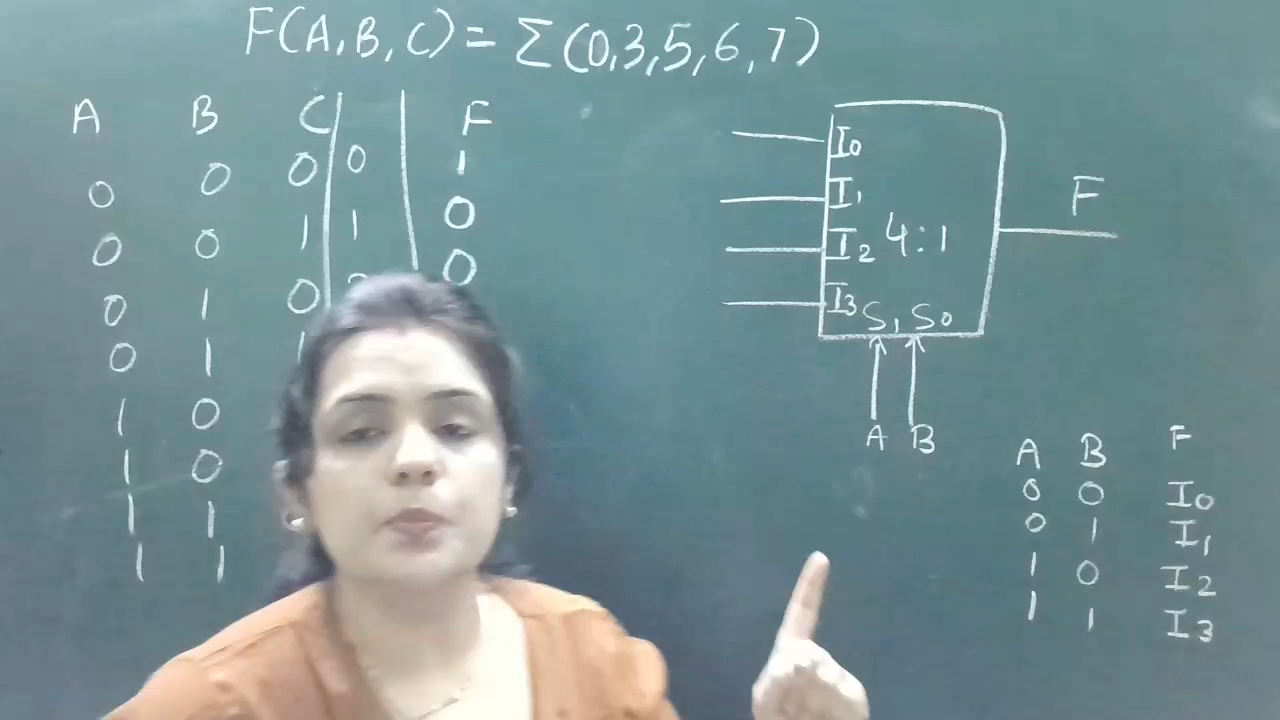 F(A,B,C) = Σ(0,3,5,6,7)
A B C F
0 0 0 0 1
0 0 1 1 0
0 1 0 0
0 1 1
1 0
1 0
1 1
1 1
I0
I1
I2 4:1
I3 S1 S0
F
A B
A B F
0 0 I0
0 1 I1
1 0 I2
1 1 I3